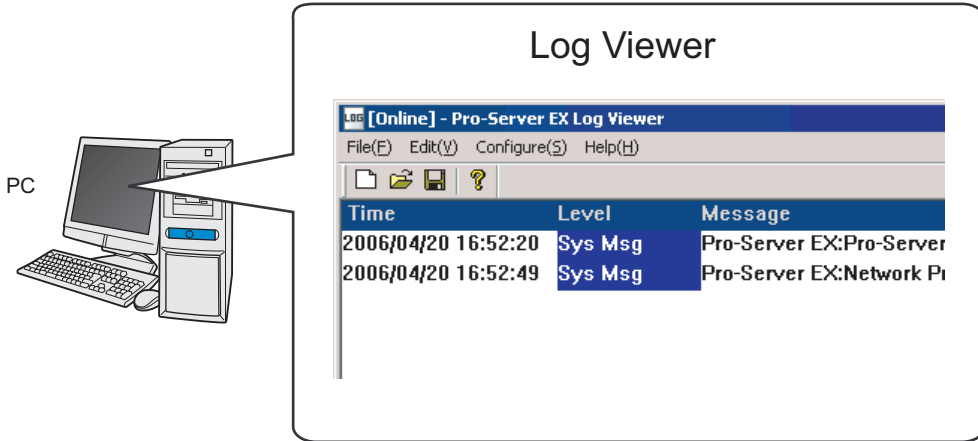 Log Viewer
PC
LOG [Online] - Pro-Server EX Log Viewer
File(F) Edit(V) Configure(S) Help(H)
Time Level Message
2006/04/20 16:52:20 Sys Msg Pro-Server EX:Pro-Server
2006/04/20 16:52:49 Sys Msg Pro-Server EX:Network